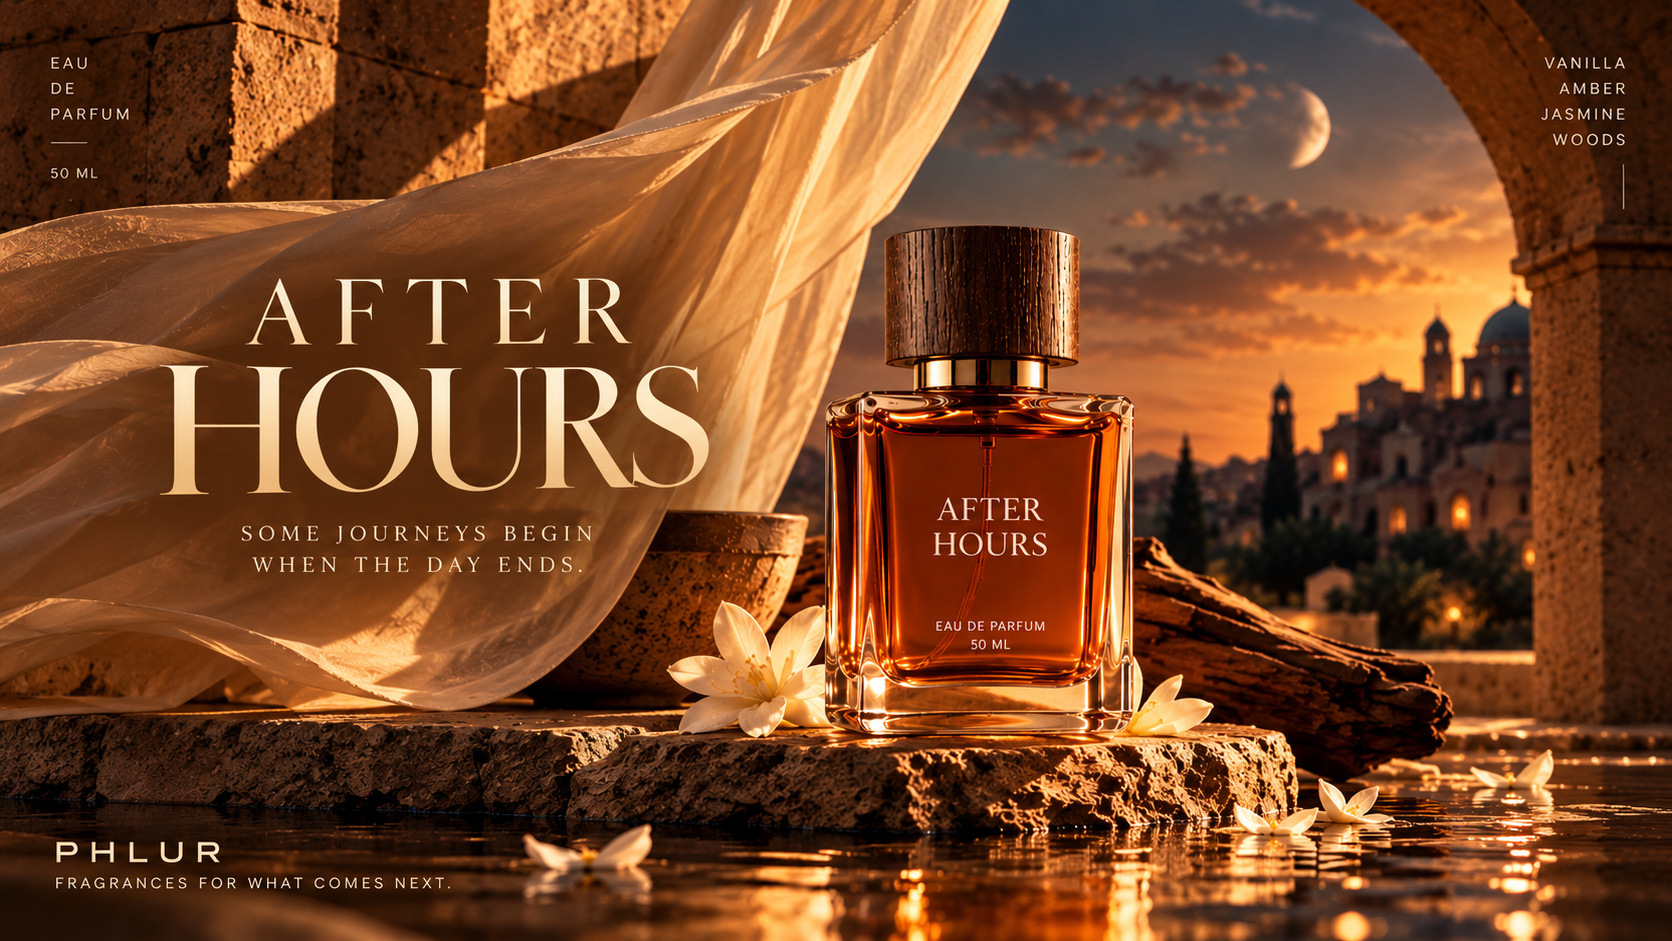 EAU
DE
PARFUM
50 ML
VANILLA
AMBER
JASMINE
WOODS
AFTER
HOURS
SOME JOURNEYS BEGIN
WHEN THE DAY ENDS.
AFTER
HOURS
EAU DE PARFUM
50 ML
PHLUR
FRAGRANCES FOR WHAT COMES NEXT.